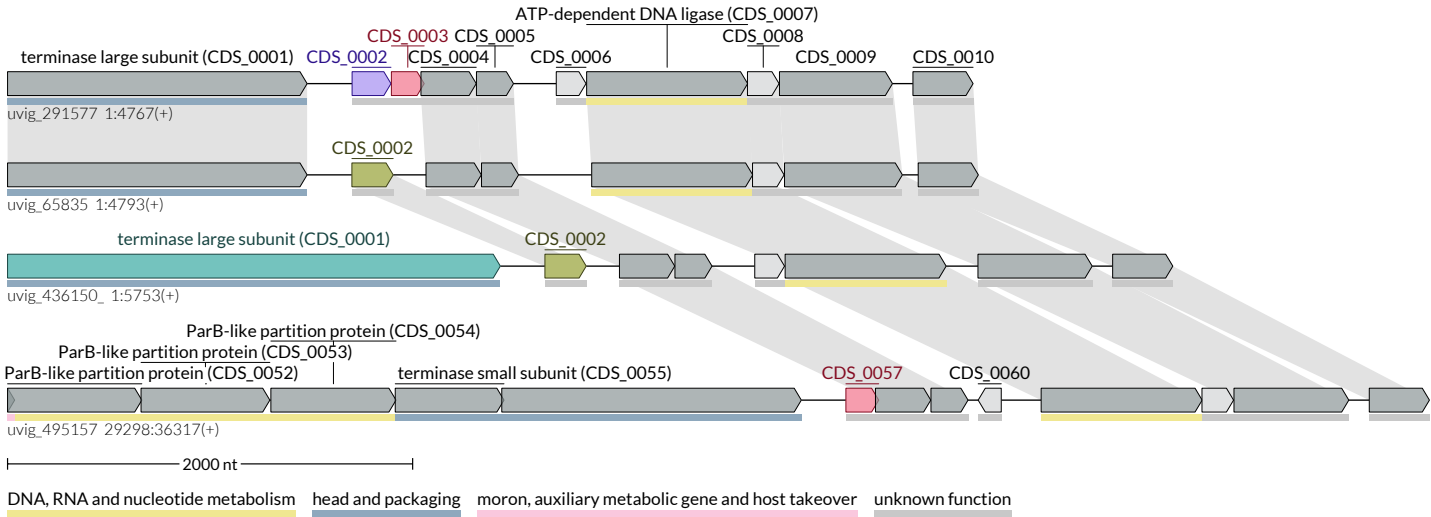 ATP-dependent DNA ligase (CDS_0007)
CDS_0003 CDS_0005 CDS_0008
terminase large subunit (CDS_0001) CDS_0002 CDS_0004 CDS_0006 CDS_0009 CDS_0010
uvig_291577 1:4767(+)
CDS_0002
uvig_65835 1:4793(+)
terminase large subunit (CDS_0001) CDS_0002
uvig_436150_ 1:5753(+)
ParB-like partition protein (CDS_0054)
ParB-like partition protein (CDS_0053)
ParB-like partition protein (CDS_0052) terminase small subunit (CDS_0055) CDS_0057 CDS_0060
uvig_495157 29298:36317(+)
2000 nt
DNA, RNA and nucleotide metabolism head and packaging moron, auxiliary metabolic gene and host takeover unknown function